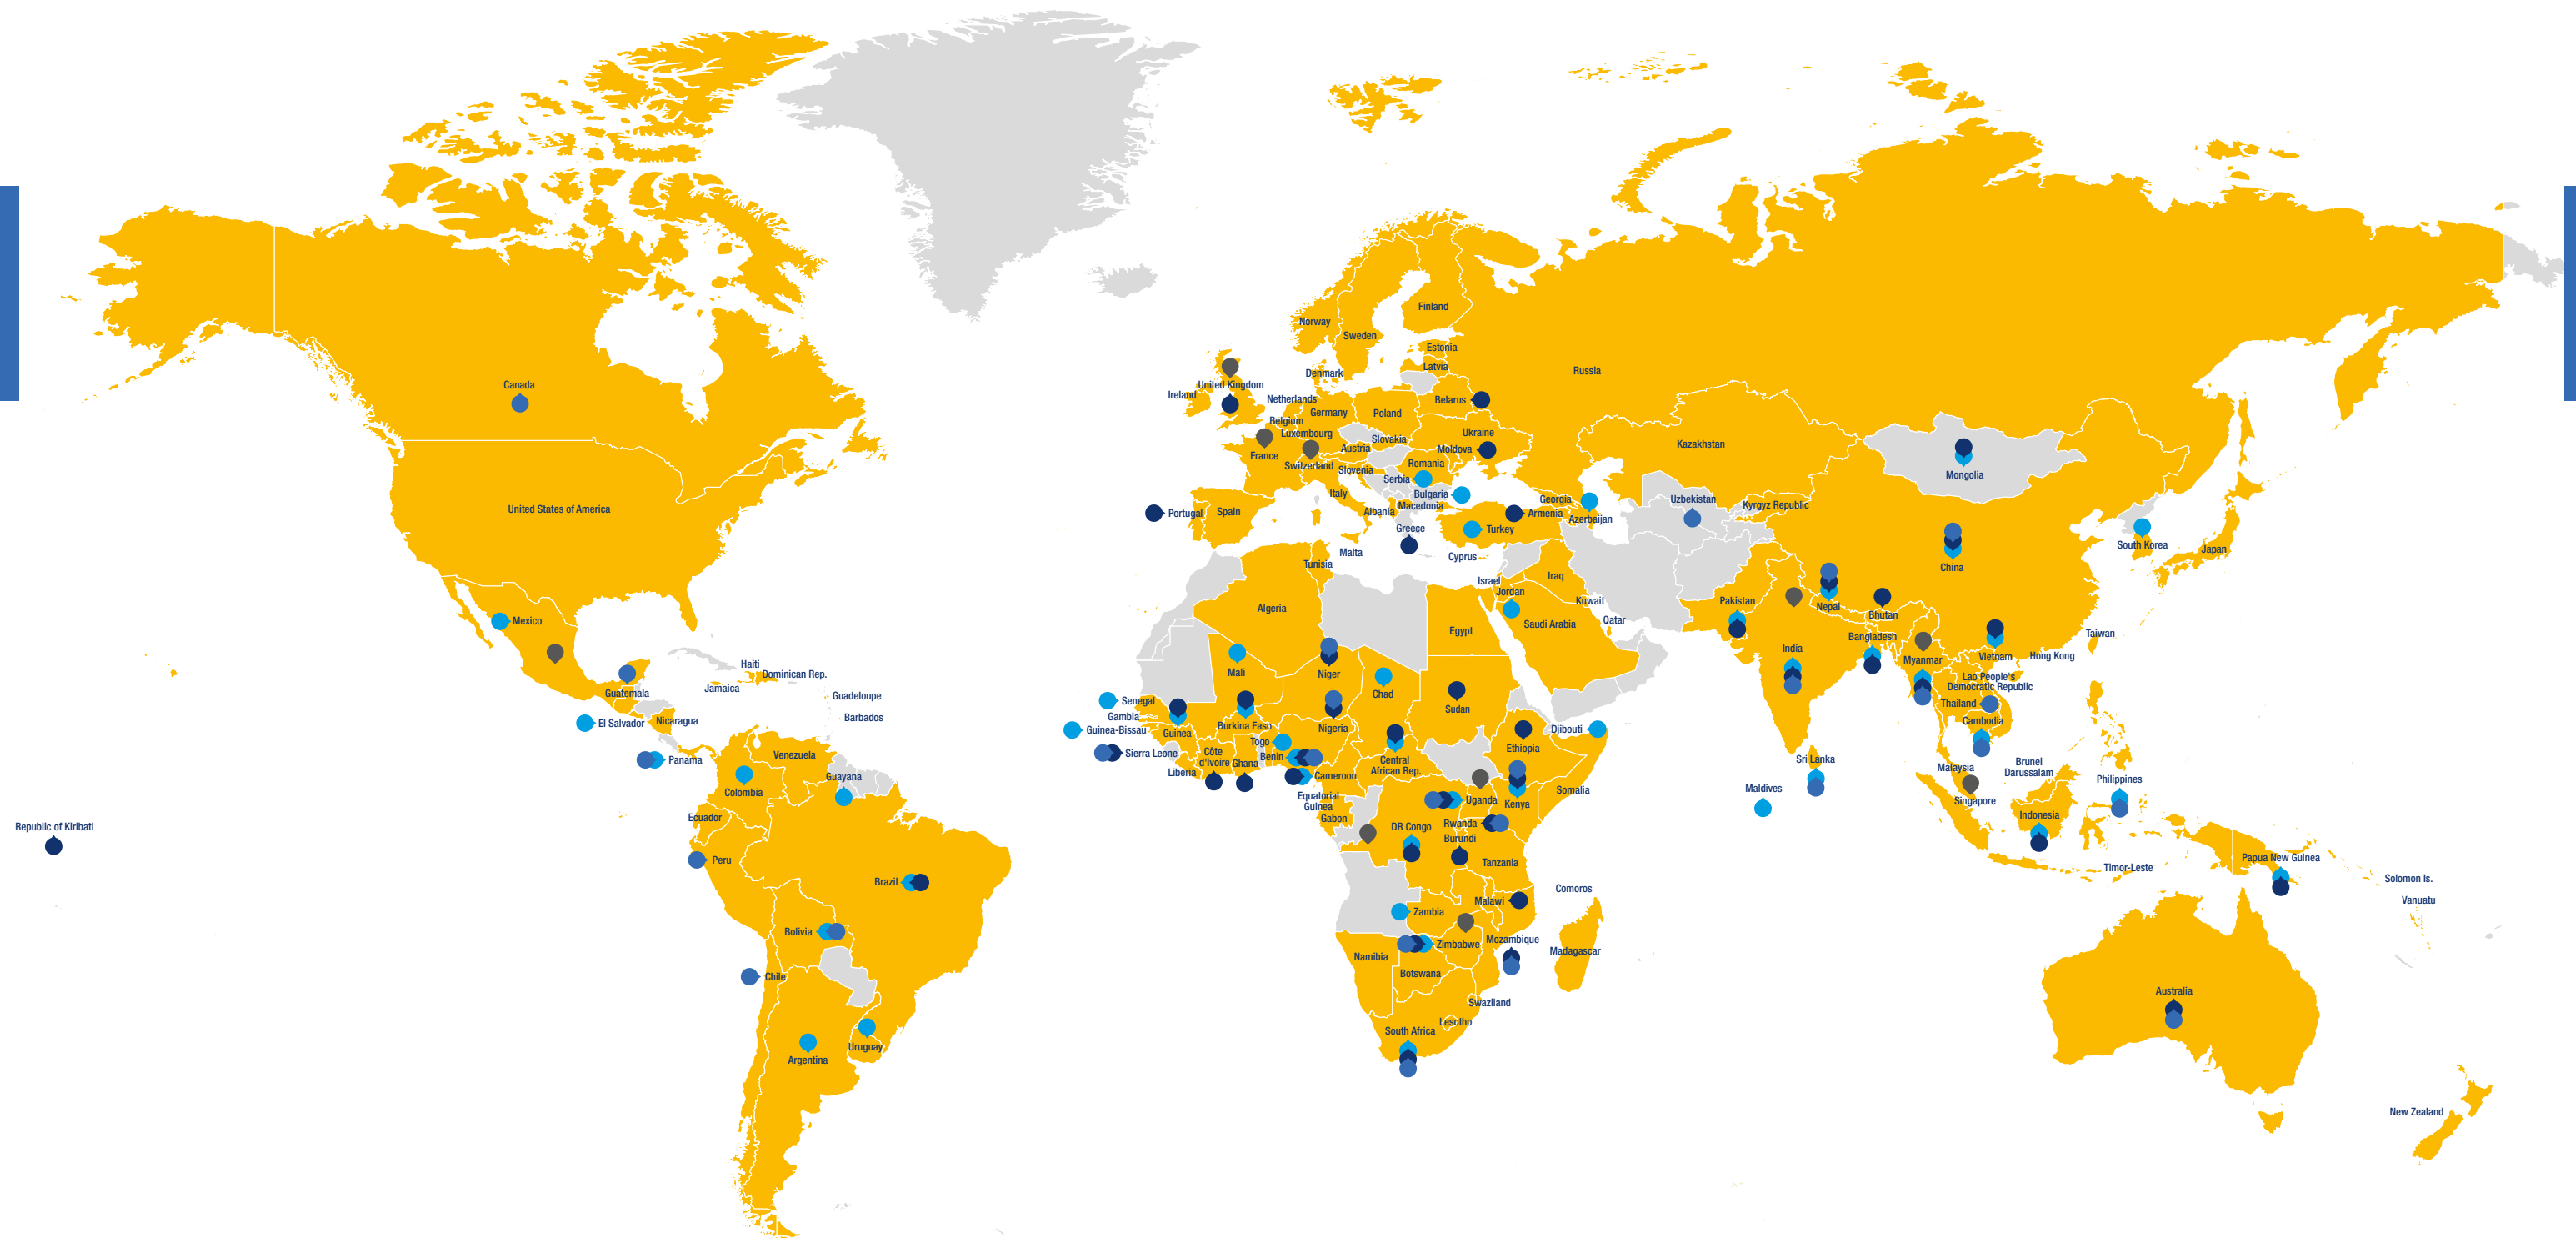 Canada
United States of America
Mexico
Guatemala
El Salvador
Nicaragua
Panama
Haiti
Dominican Rep.
Jamaica
Guadeloupe
Barbados
Venezuela
Guayana
Colombia
Ecuador
Peru
Brazil
Bolivia
Chile
Argentina
Uruguay
Republic of Kiribati
Finland
Norway
Sweden
Estonia
Latvia
Denmark
United Kingdom
Ireland
Netherlands
Belarus
Germany
Poland
Belgium
Luxembourg
Slovakia
Ukraine
Austria
Moldova
France
Switzerland
Slovenia
Romania
Serbia
Italy
Bulgaria
Macedonia
Albania
Portugal
Spain
Greece
Malta
Cyprus
Turkey
Georgia
Armenia
Azerbaijan
Russia
Kazakhstan
Uzbekistan
Kyrgyz Republic
Mongolia
China
South Korea
Japan
Tunisia
Algeria
Israel
Jordan
Iraq
Kuwait
Saudi Arabia
Qatar
Egypt
Mali
Niger
Chad
Sudan
Senegal
Gambia
Guinea-Bissau
Guinea
Sierra Leone
Liberia
Côte
d'Ivoire
Ghana
Burkina Faso
Togo
Benin
Nigeria
Cameroon
Central
African Rep.
Equatorial
Guinea
Gabon
Ethiopia
Djibouti
Somalia
Uganda
Kenya
Rwanda
DR Congo
Burundi
Tanzania
Comoros
Malawi
Zambia
Zimbabwe
Mozambique
Madagascar
Namibia
Botswana
Swaziland
Lesotho
South Africa
Pakistan
Nepal
Bhutan
India
Bangladesh
Myanmar
Vietnam
Hong Kong
Taiwan
Lao People's
Democratic Republic
Thailand
Cambodia
Sri Lanka
Maldives
Malaysia
Singapore
Brunei
Darussalam
Philippines
Indonesia
Timor-Leste
Papua New Guinea
Solomon Is.
Vanuatu
Australia
New Zealand